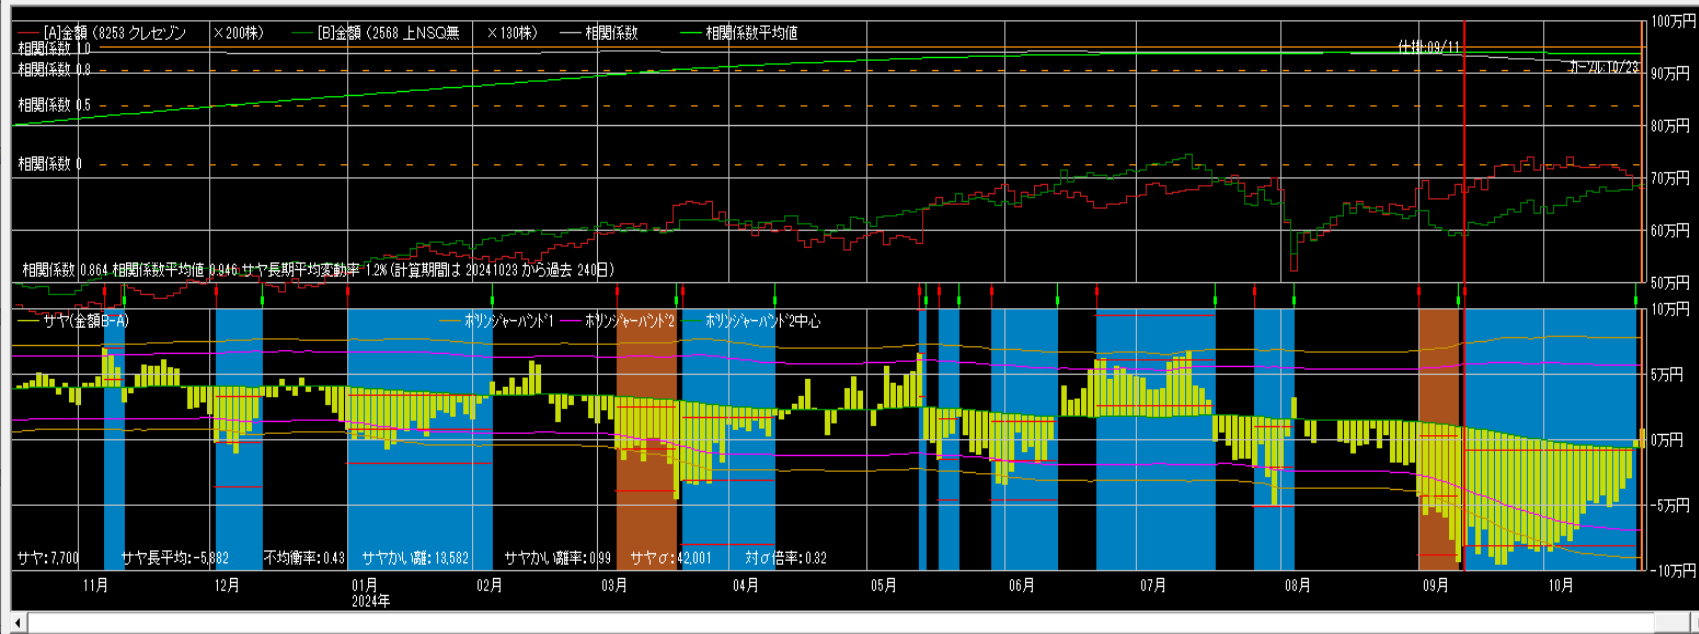 [A]金額 (8253 クレセゾン ×200株) [B]金額 (2568 上NSQ無 ×130株) 相関係数 相関係数平均値
相関係数 1.0
相関係数 0.8
相関係数 0.5
相関係数 0
仕掛:09/11
カーソル:10/23
100万円
90万円
80万円
70万円
60万円
50万円
相関係数 0.864 相関係数平均値 0.946 サヤ長期平均変動率 1.2% (計算期間は 20241023 から過去 240日)
サヤ(金額B-A) ボリンジャーバンド1 ボリンジャーバンド2 ボリンジャーバンド2中心
10万円
5万円
0万円
-5万円
-10万円
サヤ:7,700 サヤ長平均:-5,882 不均衡率:0.43 サヤかい離:13,582 サヤかい離率:0.99 サヤσ:42,001 対σ倍率:0.32
11月 12月 01月 02月 03月 04月 05月 06月 07月 08月 09月 10月
2024年